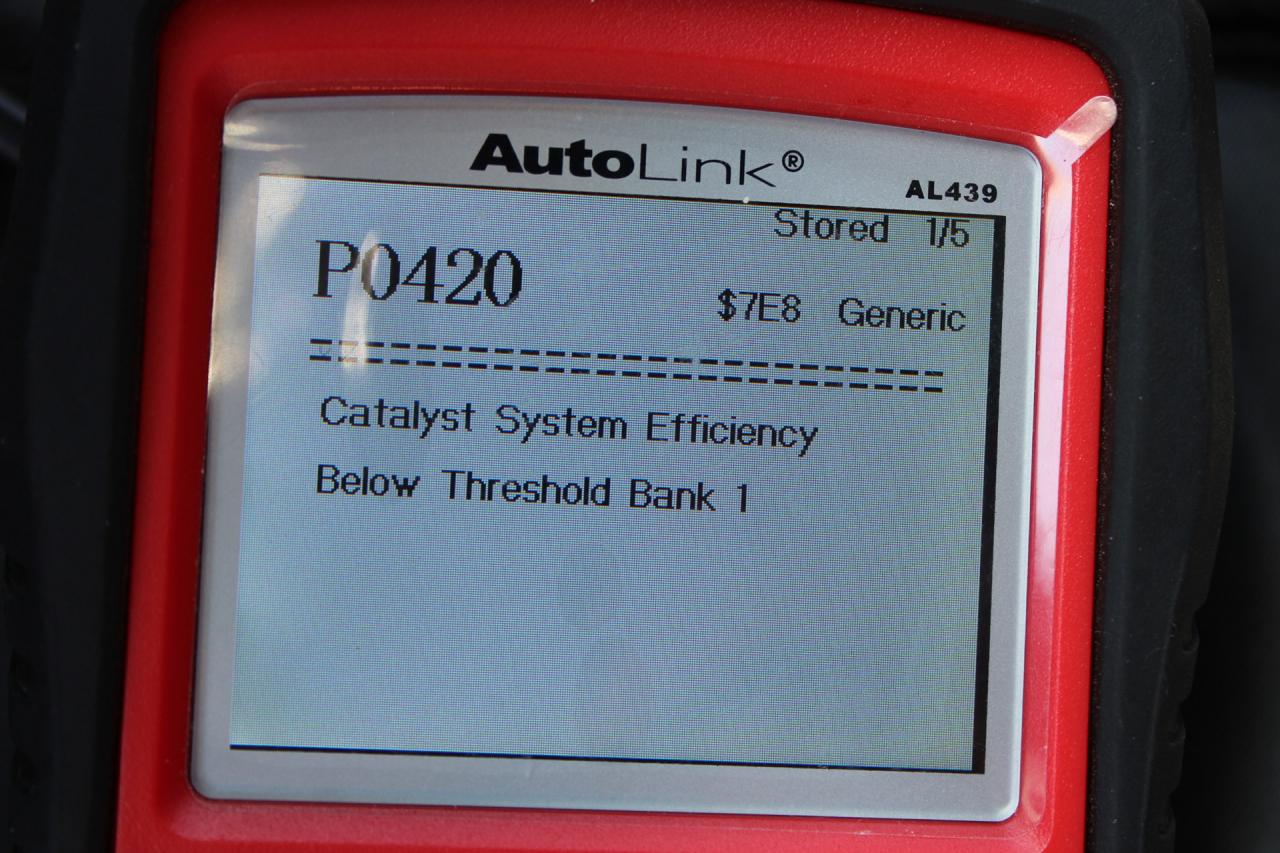 AutoLink®
AL439
Stored 1/5
P0420
$7E8 Generic
================================
Catalyst System Efficiency
Below Threshold Bank 1